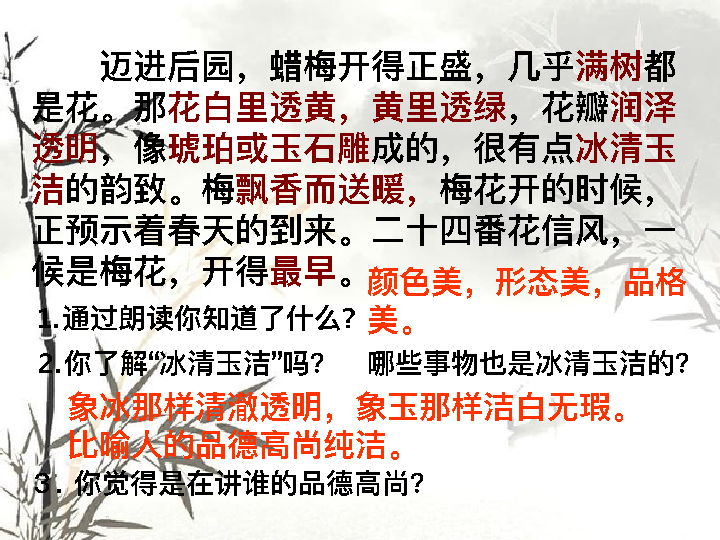 迈进后园，蜡梅开得正盛，几乎满树都
是花。那花白里透黄，黄里透绿，花瓣润泽
透明，像琥珀或玉石雕成的，很有点冰清玉
洁的韵致。梅飘香而送暖，梅花开的时候，
正预示着春天的到来。二十四番花信风，一
候是梅花，开得最早。
颜色美，形态美，品格
美。
1.通过朗读你知道了什么?
2.你了解“冰清玉洁”吗? 哪些事物也是冰清玉洁的?
象冰那样清澈透明，象玉那样洁白无瑕。
比喻人的品德高尚纯洁。
3. 你觉得是在讲谁的品德高尚?